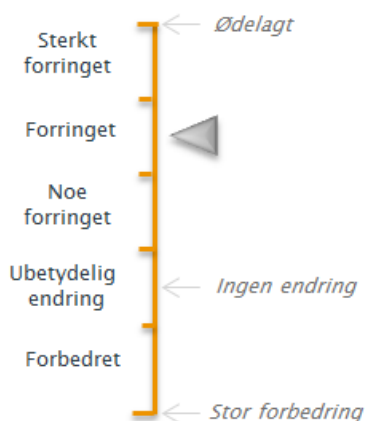 Ødelagt
Sterkt
forringet
Forringet
Noe
forringet
Ubetydelig
endring
Ingen endring
Forbedret
Stor forbedring